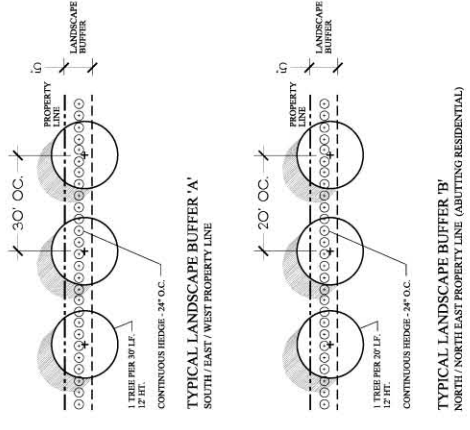 30' OC.
5'
PROPERTY
LINE
LANDSCAPE
BUFFER
1 TREE PER 30' LF.
12' HT.
CONTINUOUS HEDGE - 24" O.C.
TYPICAL LANDSCAPE BUFFER 'A'
SOUTH / EAST / WEST PROPERTY LINE
20' OC.
5'
PROPERTY
LINE
LANDSCAPE
BUFFER
1 TREE PER 20' LF.
12' HT.
CONTINUOUS HEDGE - 24" O.C.
TYPICAL LANDSCAPE BUFFER 'B'
NORTH / NORTH EAST PROPERTY LINE (ABUTTING RESIDENTIAL)